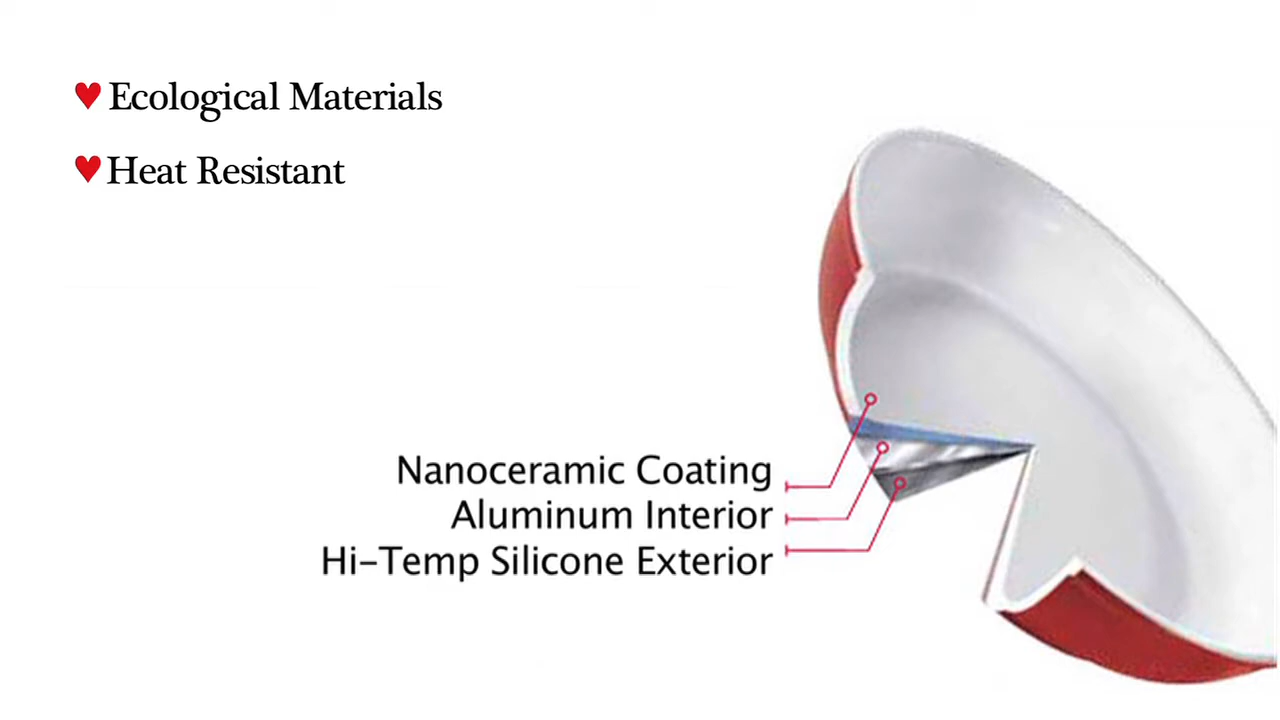 ♥ Ecological Materials
♥ Heat Resistant
Nanoceramic Coating
Aluminum Interior
Hi-Temp Silicone Exterior